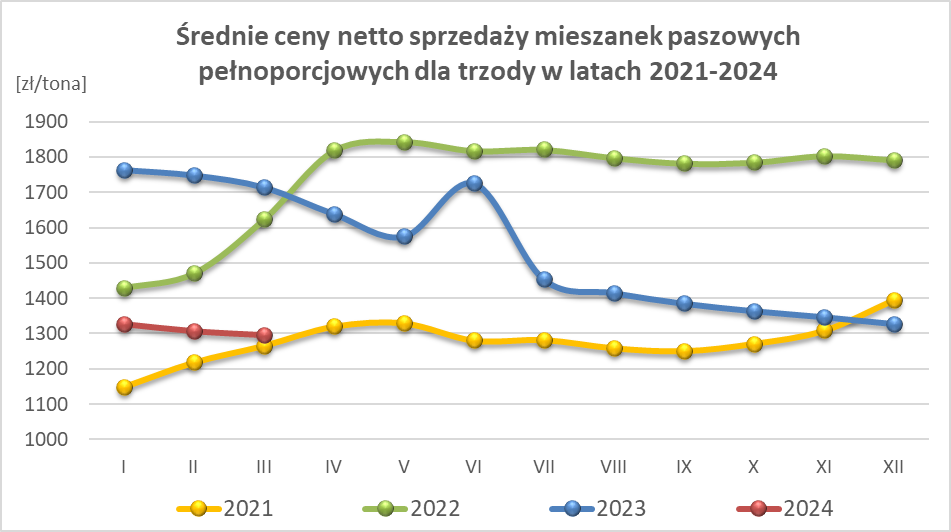 Średnie ceny netto sprzedaży mieszanek paszowych
pełnoporcjowych dla trzody w latach 2021-2024
[zł/tona]
1900
1800
1700
1600
1500
1400
1300
1200
1100
1000
I II III IV V VI VII VIII IX X XI XII
2021 2022 2023 2024